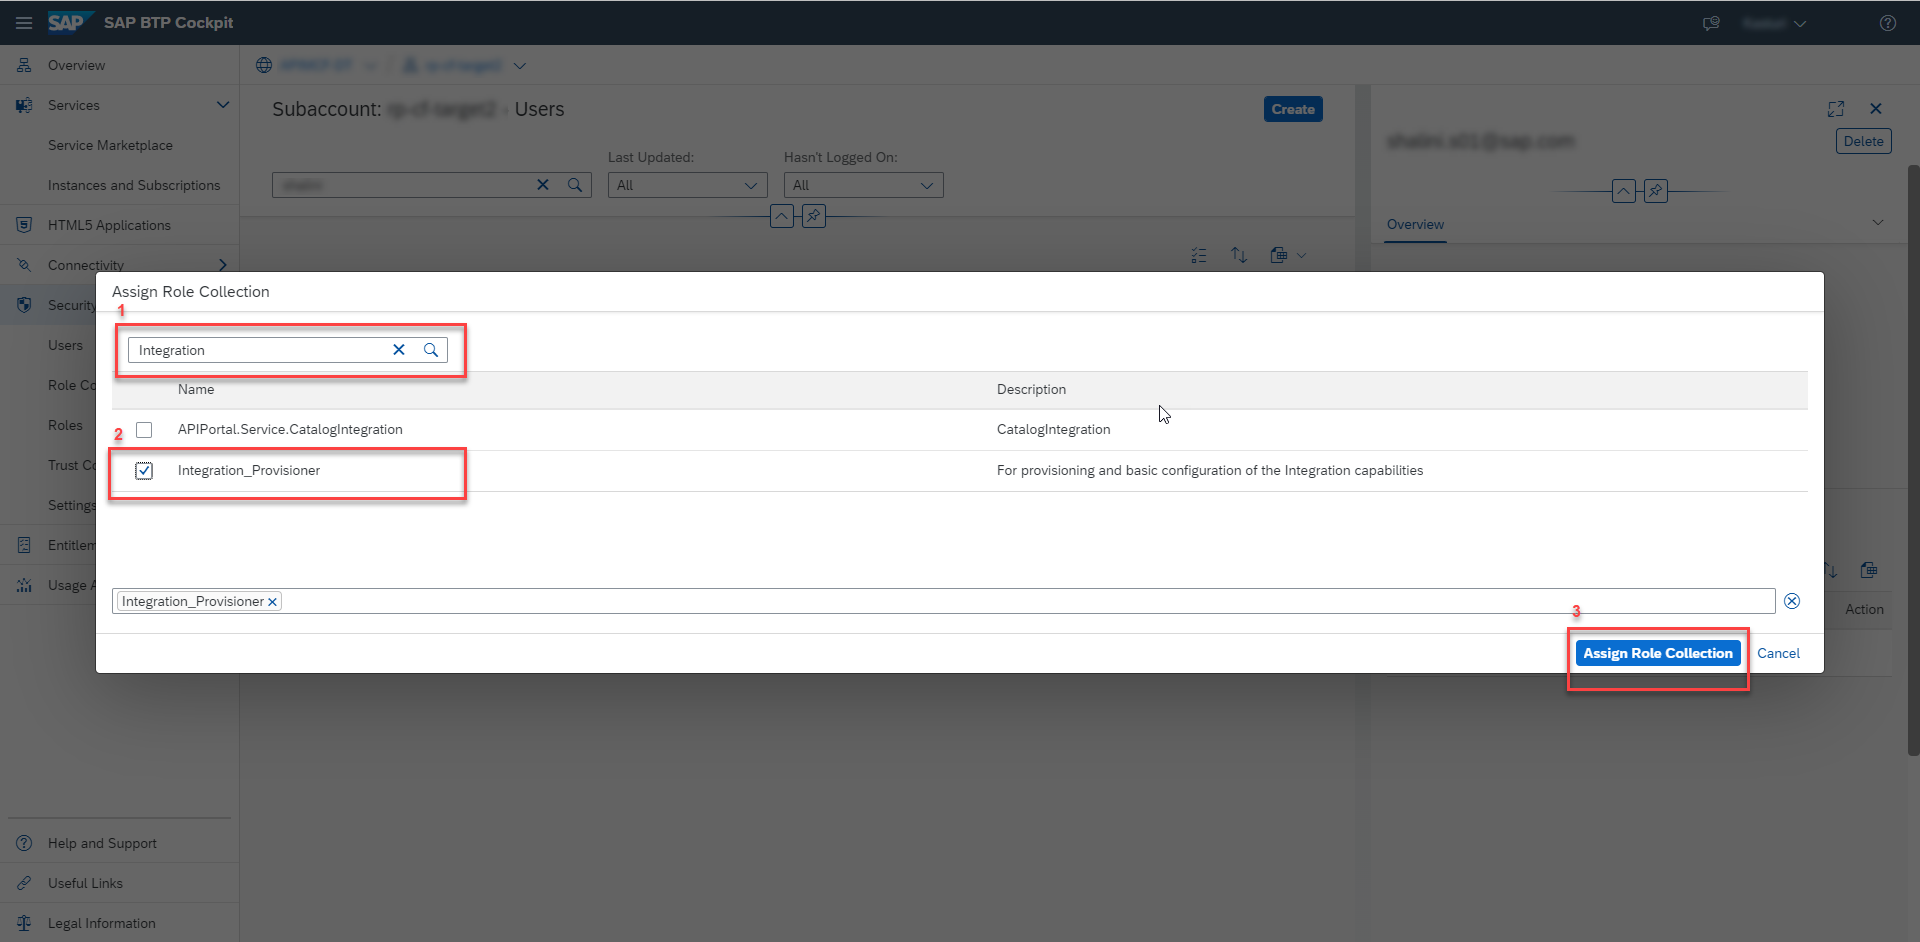 SAP SAP BTP Cockpit
Overview
Services
Service Marketplace
Instances and Subscriptions
HTML5 Applications
Connectivity
Security
Users
Role Co
Roles
Trust Co
Settings
Entitlem
Usage A
Help and Support
Useful Links
Legal Information
Subaccount: › Users
Create
Last Updated:
Hasn't Logged On:
All
All
Delete
Overview
Action
Assign Role Collection
1
Integration
Name Description
APIPortal.Service.CatalogIntegration CatalogIntegration
2
Integration_Provisioner For provisioning and basic configuration of the Integration capabilities
Integration_Provisioner
3
Assign Role Collection Cancel